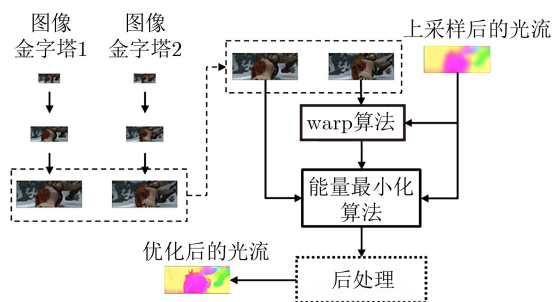 图像
金字塔1
图像
金字塔2
上采样后的光流
warp算法
能量最小化
算法
优化后的光流
后处理